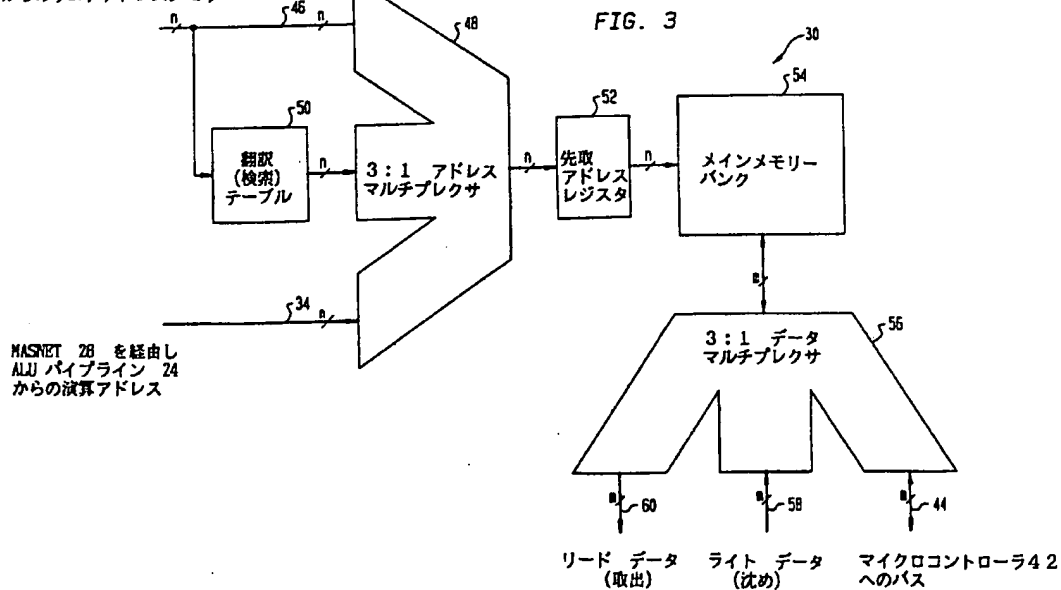 n
46
n
48
FIG. 3
30
50
翻訳
(検索)
テーブル
n
3:1 アドレス
マルチプレクサ
n
52
先取
アドレス
レジスタ
n
54
メインメモリー
バンク
34
n
MASNET 28 を経由し
ALU パイプライン 24
からの演算アドレス
m
3:1 データ
マルチプレクサ
56
m
60
m
58
m
44
リード データ
(取出)
ライト データ
(沈め)
マイクロコントローラ42
へのバス